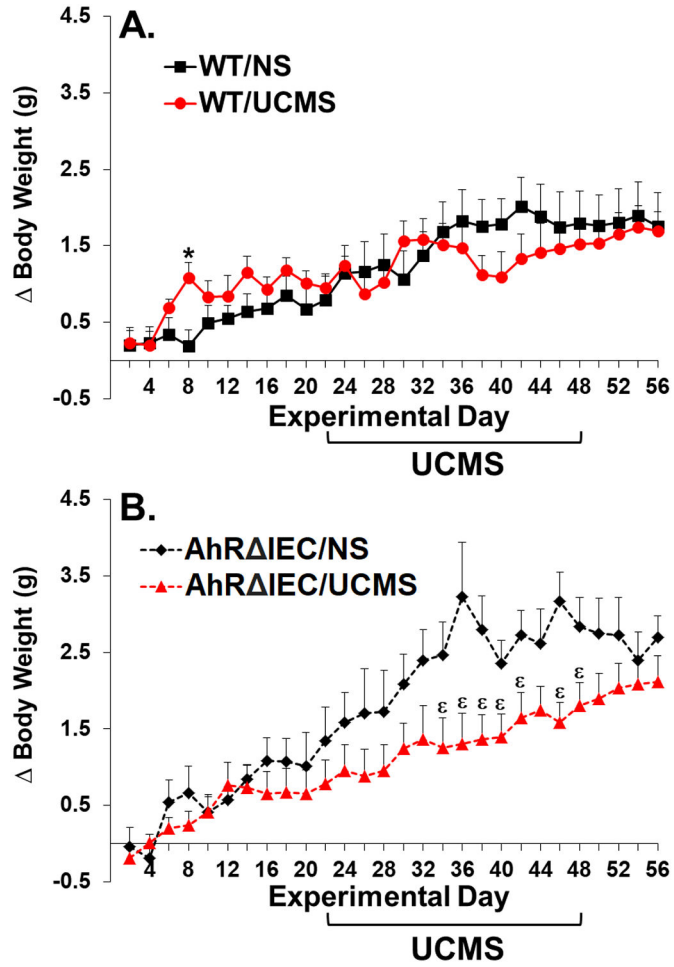 A.
WT/NS
WT/UCMS
Δ Body Weight (g)
4.5
3.5
2.5
1.5
0.5
-0.5
*
4 8 12 16 20 24 28 32 36 40 44 48 52 56
Experimental Day
UCMS
B.
AhRΔIEC/NS
AhRΔIEC/UCMS
Δ Body Weight (g)
4.5
3.5
2.5
1.5
0.5
-0.5
ε ε ε ε ε ε ε
4 8 12 16 20 24 28 32 36 40 44 48 52 56
Experimental Day
UCMS